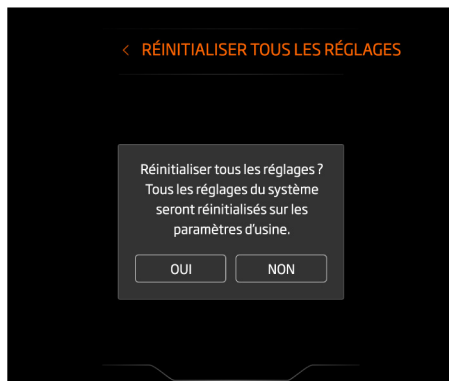 < RÉINITIALISER TOUS LES RÉGLAGES
Réinitialiser tous les réglages ?
Tous les réglages du système
seront réinitialisés sur les
paramètres d'usine.
OUI
NON